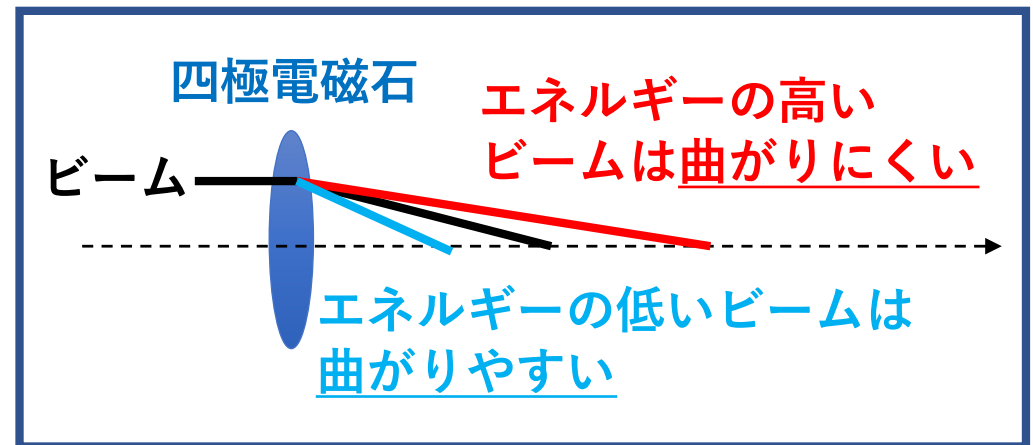 四極電磁石
エネルギーの高い
ビームは曲がりにくい
ビーム
エネルギーの低いビームは
曲がりやすい